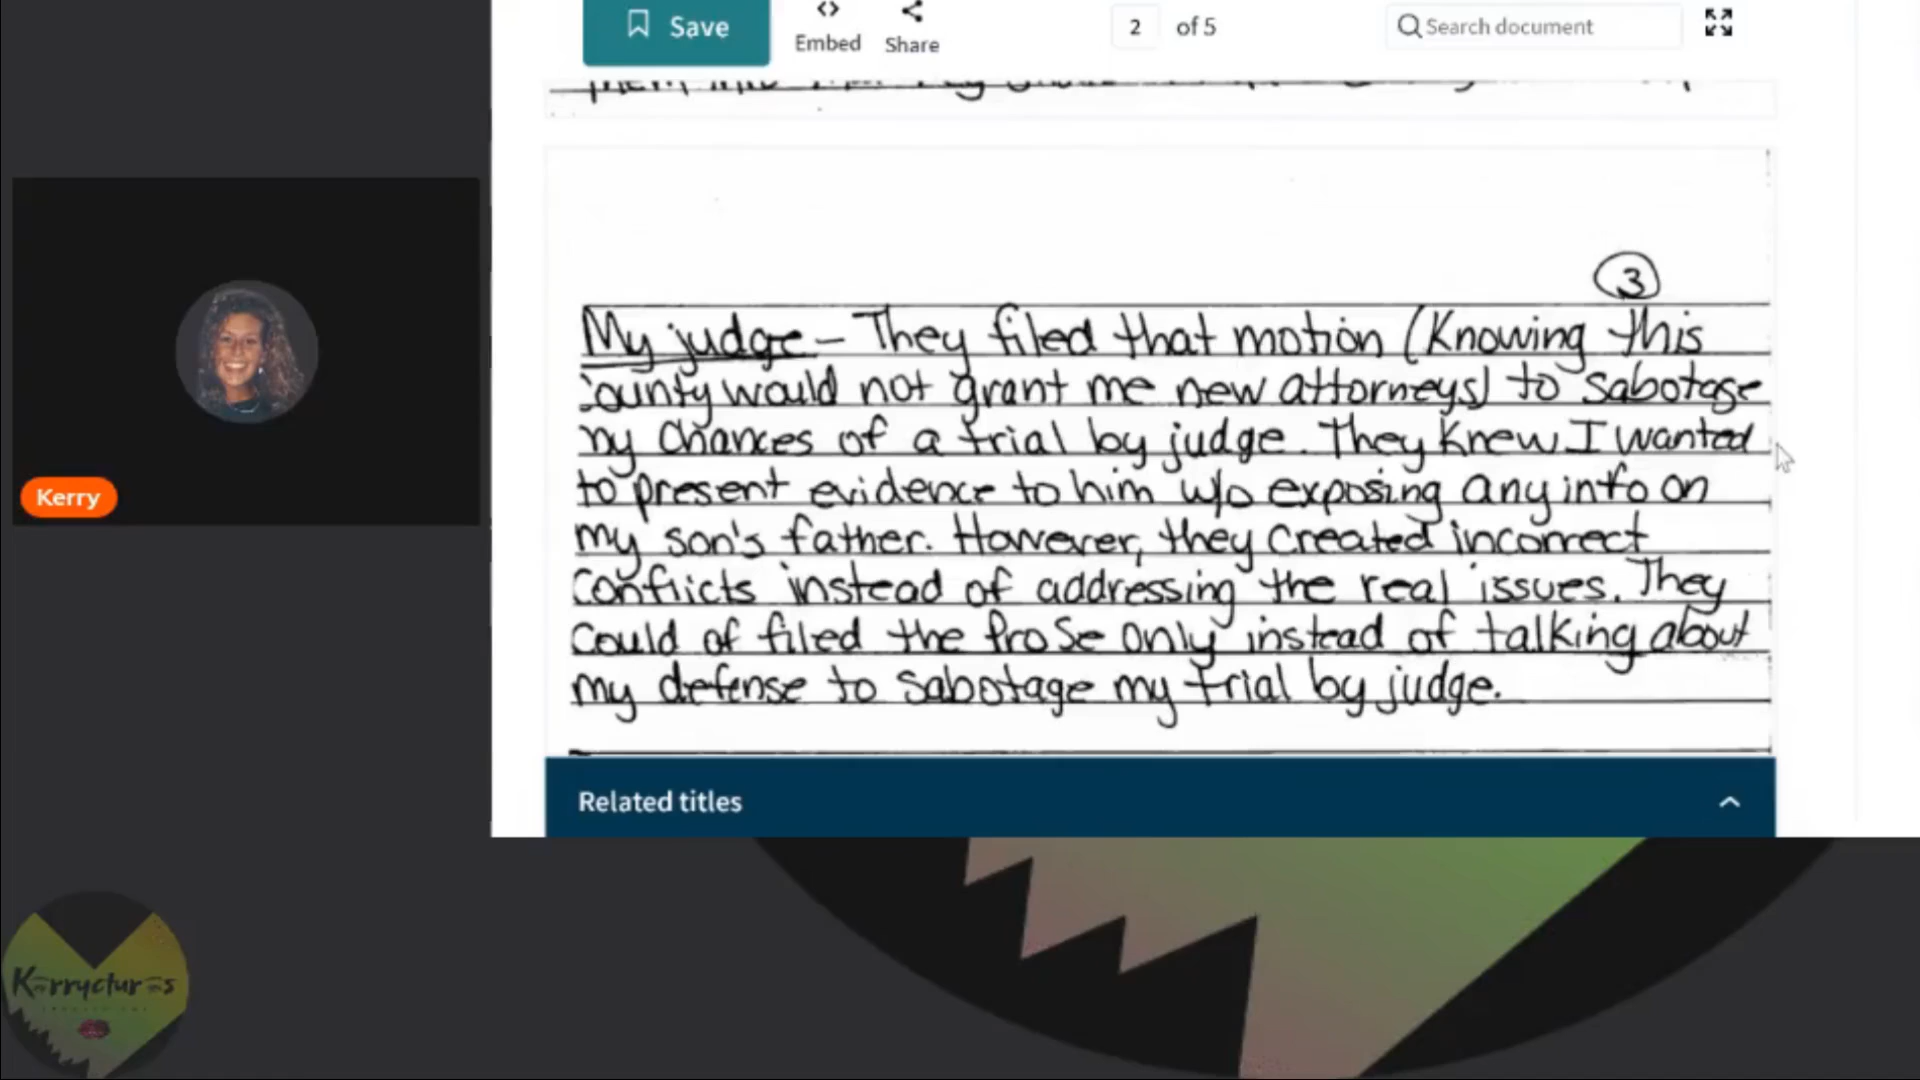 Save
Embed
Share
2 of 5
Search document
3
My judge - They filed that motion (Knowing this
county would not grant me new attorneys) to sabotage
my chances of a trial by judge. They knew I wanted
to present evidence to him w/o exposing any info on
my son's father. However, they created incorrect
conflicts instead of addressing the real issues. They
could of filed the Pro Se only instead of talking about
my defense to sabotage my trial by judge.
Related titles
Kerry
Kerryctures